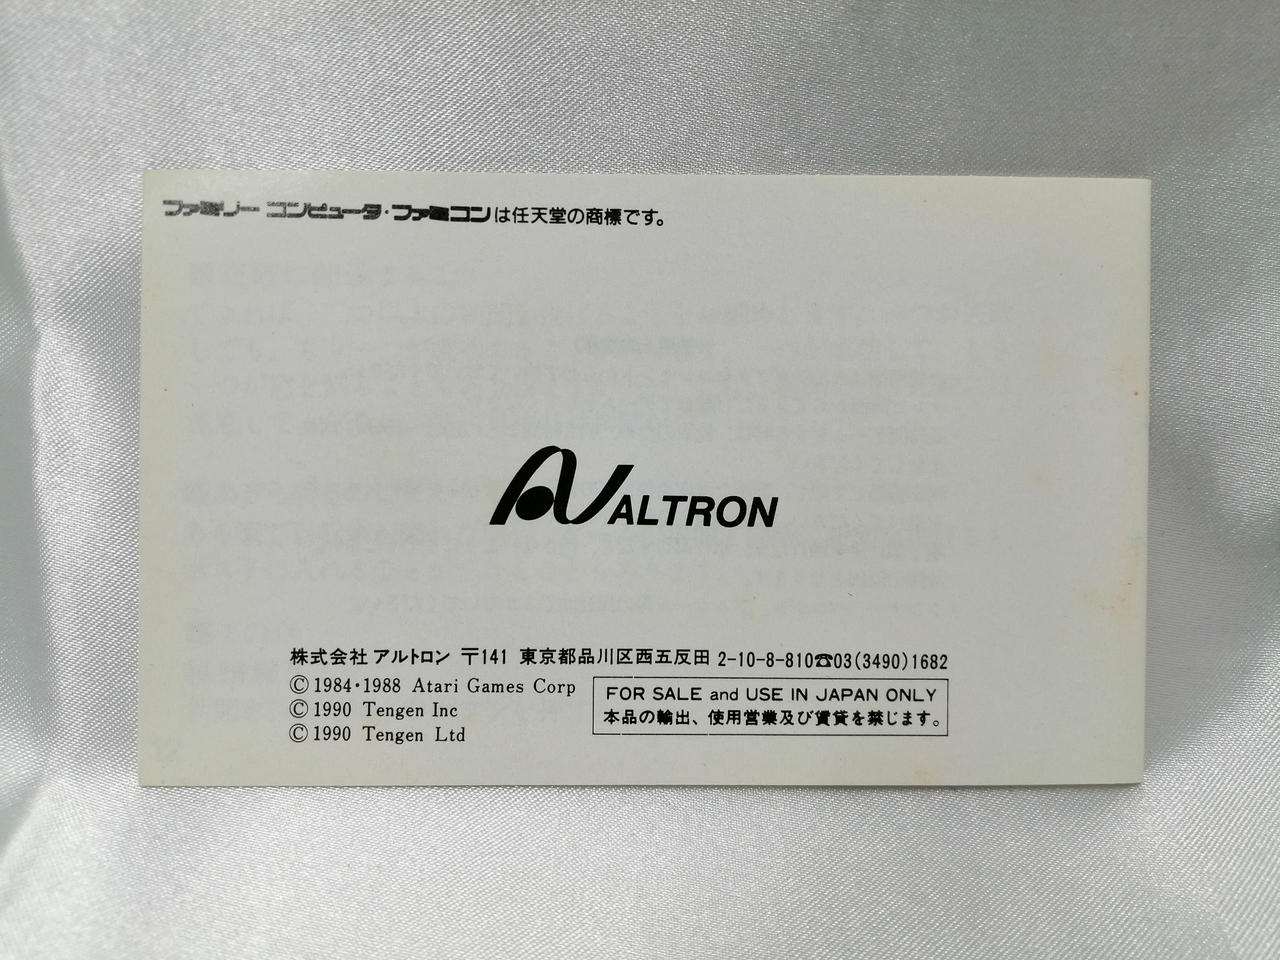 ファミリー コンピュータ・ファミコンは任天堂の商標です。
ALTRON
株式会社 アルトロン 〒141 東京都品川区西五反田 2-10-8-810☎03(3490)1682
Ⓒ1984・1988 Atari Games Corp
Ⓒ1990 Tengen Inc
Ⓒ1990 Tengen Ltd
FOR SALE and USE IN JAPAN ONLY
本品の輸出、使用営業及び賃貸を禁じます。